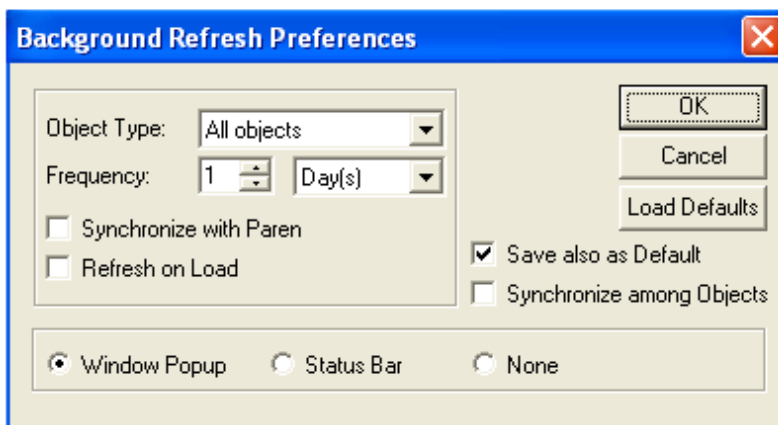 Background Refresh Preferences
Object Type: All objects
Frequency: 1 Day(s)
Synchronize with Paren
Refresh on Load
OK
Cancel
Load Defaults
Save also as Default
Synchronize among Objects
Window Popup Status Bar None